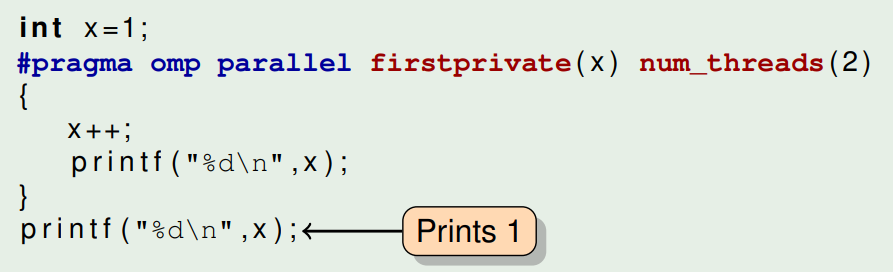 int x=1;
#pragma omp parallel firstprivate(x) num_threads(2)
{
x++;
printf("%d\n",x);
}
printf("%d\n",x); Prints 1